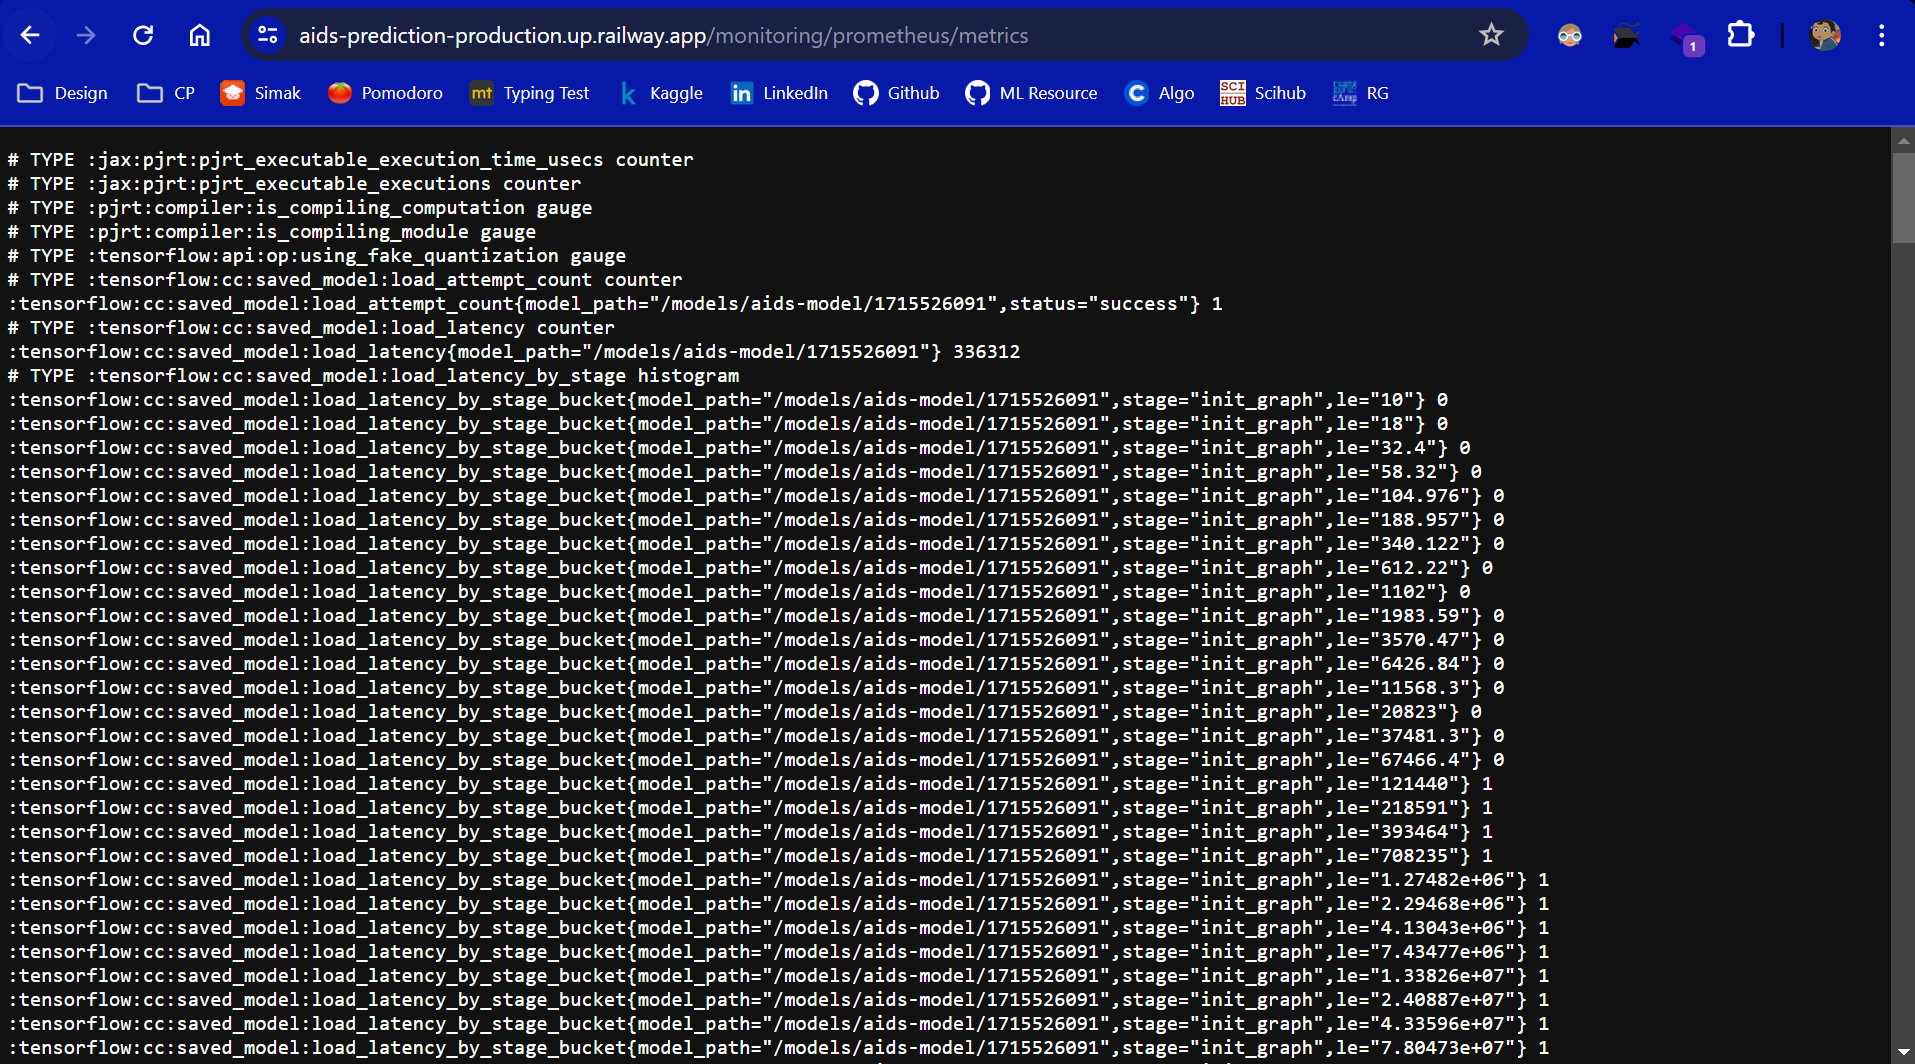 aids-prediction-production.up.railway.app/monitoring/prometheus/metrics
1
Design CP Simak Pomodoro mt Typing Test k Kaggle in LinkedIn Github ML Resource C Algo SCI HUB Scihub RG
# TYPE :jax:pjrt:pjrt_executable_execution_time_usecs counter
# TYPE :jax:pjrt:pjrt_executable_executions counter
# TYPE :pjrt:compiler:is_compiling_computation gauge
# TYPE :pjrt:compiler:is_compiling_module gauge
# TYPE :tensorflow:api:op:using_fake_quantization gauge
# TYPE :tensorflow:cc:saved_model:load_attempt_count counter
:tensorflow:cc:saved_model:load_attempt_count{model_path="/models/aids-model/1715526091",status="success"} 1
# TYPE :tensorflow:cc:saved_model:load_latency counter
:tensorflow:cc:saved_model:load_latency{model_path="/models/aids-model/1715526091"} 336312
# TYPE :tensorflow:cc:saved_model:load_latency_by_stage histogram
:tensorflow:cc:saved_model:load_latency_by_stage_bucket{model_path="/models/aids-model/1715526091",stage="init_graph",le="10"} 0
:tensorflow:cc:saved_model:load_latency_by_stage_bucket{model_path="/models/aids-model/1715526091",stage="init_graph",le="18"} 0
:tensorflow:cc:saved_model:load_latency_by_stage_bucket{model_path="/models/aids-model/1715526091",stage="init_graph",le="32.4"} 0
:tensorflow:cc:saved_model:load_latency_by_stage_bucket{model_path="/models/aids-model/1715526091",stage="init_graph",le="58.32"} 0
:tensorflow:cc:saved_model:load_latency_by_stage_bucket{model_path="/models/aids-model/1715526091",stage="init_graph",le="104.976"} 0
:tensorflow:cc:saved_model:load_latency_by_stage_bucket{model_path="/models/aids-model/1715526091",stage="init_graph",le="188.957"} 0
:tensorflow:cc:saved_model:load_latency_by_stage_bucket{model_path="/models/aids-model/1715526091",stage="init_graph",le="340.122"} 0
:tensorflow:cc:saved_model:load_latency_by_stage_bucket{model_path="/models/aids-model/1715526091",stage="init_graph",le="612.22"} 0
:tensorflow:cc:saved_model:load_latency_by_stage_bucket{model_path="/models/aids-model/1715526091",stage="init_graph",le="1102"} 0
:tensorflow:cc:saved_model:load_latency_by_stage_bucket{model_path="/models/aids-model/1715526091",stage="init_graph",le="1983.59"} 0
:tensorflow:cc:saved_model:load_latency_by_stage_bucket{model_path="/models/aids-model/1715526091",stage="init_graph",le="3570.47"} 0
:tensorflow:cc:saved_model:load_latency_by_stage_bucket{model_path="/models/aids-model/1715526091",stage="init_graph",le="6426.84"} 0
:tensorflow:cc:saved_model:load_latency_by_stage_bucket{model_path="/models/aids-model/1715526091",stage="init_graph",le="11568.3"} 0
:tensorflow:cc:saved_model:load_latency_by_stage_bucket{model_path="/models/aids-model/1715526091",stage="init_graph",le="20823"} 0
:tensorflow:cc:saved_model:load_latency_by_stage_bucket{model_path="/models/aids-model/1715526091",stage="init_graph",le="37481.3"} 0
:tensorflow:cc:saved_model:load_latency_by_stage_bucket{model_path="/models/aids-model/1715526091",stage="init_graph",le="67466.4"} 0
:tensorflow:cc:saved_model:load_latency_by_stage_bucket{model_path="/models/aids-model/1715526091",stage="init_graph",le="121440"} 1
:tensorflow:cc:saved_model:load_latency_by_stage_bucket{model_path="/models/aids-model/1715526091",stage="init_graph",le="218591"} 1
:tensorflow:cc:saved_model:load_latency_by_stage_bucket{model_path="/models/aids-model/1715526091",stage="init_graph",le="393464"} 1
:tensorflow:cc:saved_model:load_latency_by_stage_bucket{model_path="/models/aids-model/1715526091",stage="init_graph",le="708235"} 1
:tensorflow:cc:saved_model:load_latency_by_stage_bucket{model_path="/models/aids-model/1715526091",stage="init_graph",le="1.27482e+06"} 1
:tensorflow:cc:saved_model:load_latency_by_stage_bucket{model_path="/models/aids-model/1715526091",stage="init_graph",le="2.29468e+06"} 1
:tensorflow:cc:saved_model:load_latency_by_stage_bucket{model_path="/models/aids-model/1715526091",stage="init_graph",le="4.13043e+06"} 1
:tensorflow:cc:saved_model:load_latency_by_stage_bucket{model_path="/models/aids-model/1715526091",stage="init_graph",le="7.43477e+06"} 1
:tensorflow:cc:saved_model:load_latency_by_stage_bucket{model_path="/models/aids-model/1715526091",stage="init_graph",le="1.33826e+07"} 1
:tensorflow:cc:saved_model:load_latency_by_stage_bucket{model_path="/models/aids-model/1715526091",stage="init_graph",le="2.40887e+07"} 1
:tensorflow:cc:saved_model:load_latency_by_stage_bucket{model_path="/models/aids-model/1715526091",stage="init_graph",le="4.33596e+07"} 1
:tensorflow:cc:saved_model:load_latency_by_stage_bucket{model_path="/models/aids-model/1715526091",stage="init_graph",le="7.80473e+07"} 1